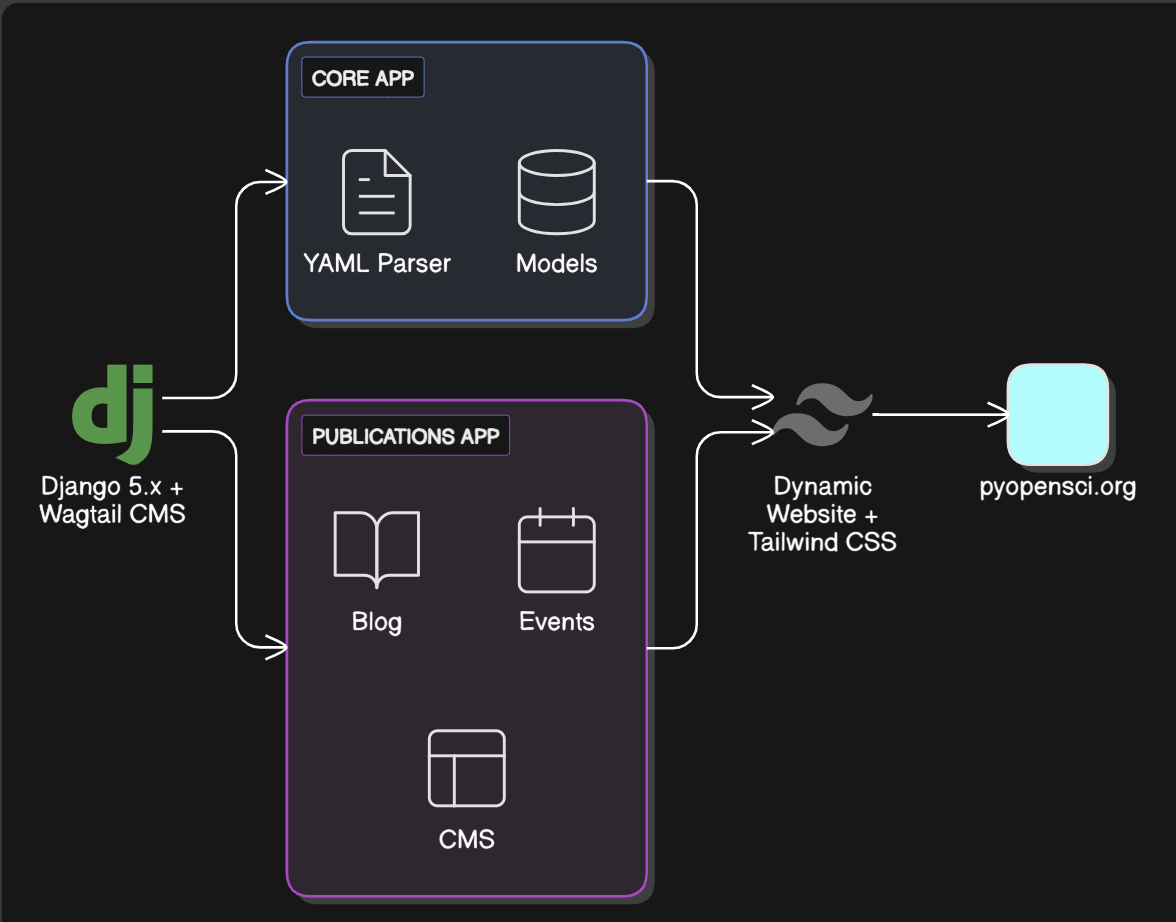 CORE APP
YAML Parser
Models
dj
Django 5.x +
Wagtail CMS
PUBLICATIONS APP
Blog
Events
CMS
Dynamic
Website +
Tailwind CSS
pyopensci.org